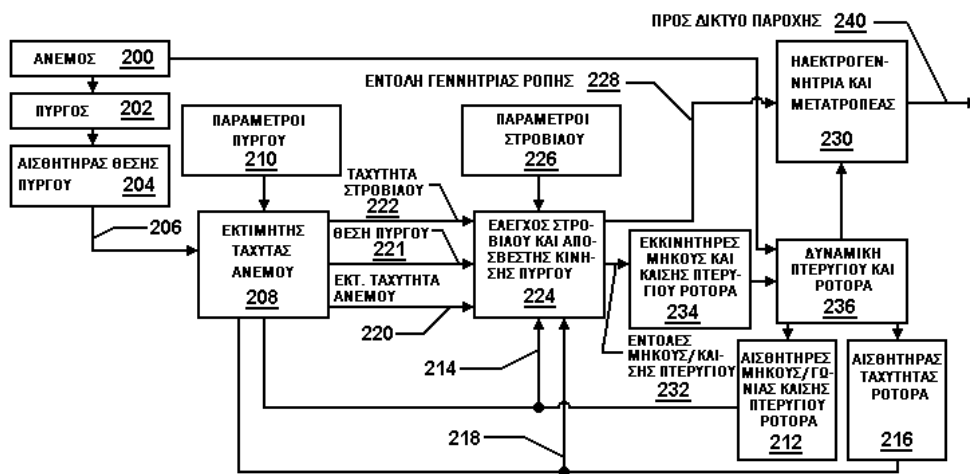 ΠΡΟΣ ΔΙΚΤΥΟ ΠΑΡΟΧΗΣ 240
ΑΝΕΜΟΣ 200
ΠΥΡΓΟΣ 202
ΑΙΣΘΗΤΗΡΑΣ ΘΕΣΗΣ
ΠΥΡΓΟΥ 204
206
ΠΑΡΑΜΕΤΡΟΙ
ΠΥΡΓΟΥ
210
ΕΚΤΙΜΗΤΗΣ
ΤΑΧΥΤΑΣ
ΑΝΕΜΟΥ
208
ΤΑΧΥΤΗΤΑ
ΣΤΡΟΒΙΛΟΥ
222
ΘΕΣΗ ΠΥΡΓΟΥ
221
ΕΚΤ. ΤΑΧΥΤΗΤΑ
ΑΝΕΜΟΥ
220
ΠΑΡΑΜΕΤΡΟΙ
ΣΤΡΟΒΙΛΟΥ
226
ΕΝΤΟΛΗ ΓΕΝΝΗΤΡΙΑΣ ΡΟΠΗΣ
228
ΕΛΕΓΧΟΣ ΣΤΡΟ-
ΒΙΛΟΥ ΚΑΙ ΑΠΟ-
ΣΒΕΣΤΗΣ ΚΙΝΗ-
ΣΗΣ ΠΥΡΓΟΥ
224
214
218
ΗΛΕΚΤΡΟΓΕΝ-
ΝΗΤΡΙΑ ΚΑΙ
ΜΕΤΑΤΡΟΠΕΑΣ
230
ΕΚΚΙΝΗΤΗΡΕΣ
ΜΗΚΟΥΣ ΚΑΙ
ΚΛΙΣΗΣ ΠΤΕΡΥ-
ΓΙΟΥ ΡΟΤΟΡΑ
234
ΕΝΤΟΛΕΣ
ΜΗΚΟΥΣ/ΚΛΙ-
ΣΗΣ ΠΤΕΡΥΓΙΟΥ
232
ΔΥΝΑΜΙΚΗ
ΠΤΕΡΥΓΙΟΥ ΚΑΙ
ΡΟΤΟΡΑ
236
ΑΙΣΘΗΤΗΡΕΣ
ΜΗΚΟΥΣ/ΓΩ-
ΝΙΑΣ ΚΛΙΣΗΣ
ΠΤΕΡΥΓΙΟΥ
ΡΟΤΟΡΑ
212
ΑΙΣΘΗΤΗΡΑΣ
ΤΑΧΥΤΗΤΑΣ
ΡΟΤΟΡΑ
216